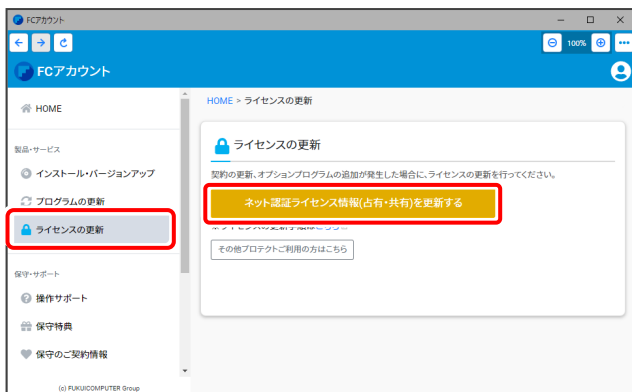 FCアカウント
100%
FCアカウント
HOME
製品・サービス
インストール・バージョンアップ
プログラムの更新
ライセンスの更新
保守・サポート
操作サポート
保守特典
保守のご契約情報
(c) FUKUICOMPUTER Group
HOME > ライセンスの更新
ライセンスの更新
契約の更新、オプションプログラムの追加が発生した場合に、ライセンスの更新を行ってください。
ネット認証ライセンス情報(占有・共有)を更新する
その他プロテクトご利用の方はこちら